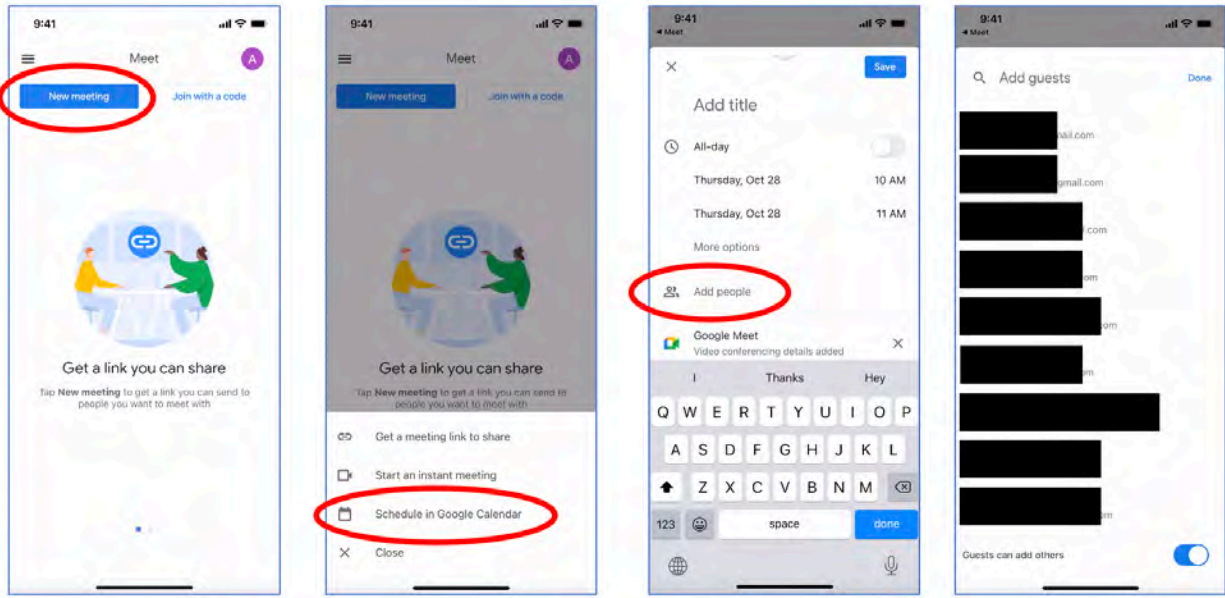 9:41
Meet
A
New meeting
Join with a code
Get a link you can share
Tap New meeting to get a link you can send to
people you want to meet with
9:41
Meet
A
New meeting
Join with a code
Get a link you can share
Tap New meeting to get a link you can send to
people you want to meet with
Get a meeting link to share
Start an instant meeting
Schedule in Google Calendar
Close
9:41
Meet
Save
Add title
All-day
Thursday, Oct 28 10 AM
Thursday, Oct 28 11 AM
More options
Add people
Google Meet
Video conferencing details added
I Thanks Hey
Q W E R T Y U I O P
A S D F G H J K L
Z X C V B N M
123 space done
9:41
Meet
Add guests Done
gmail.com
.com
om
om
Guests can add others